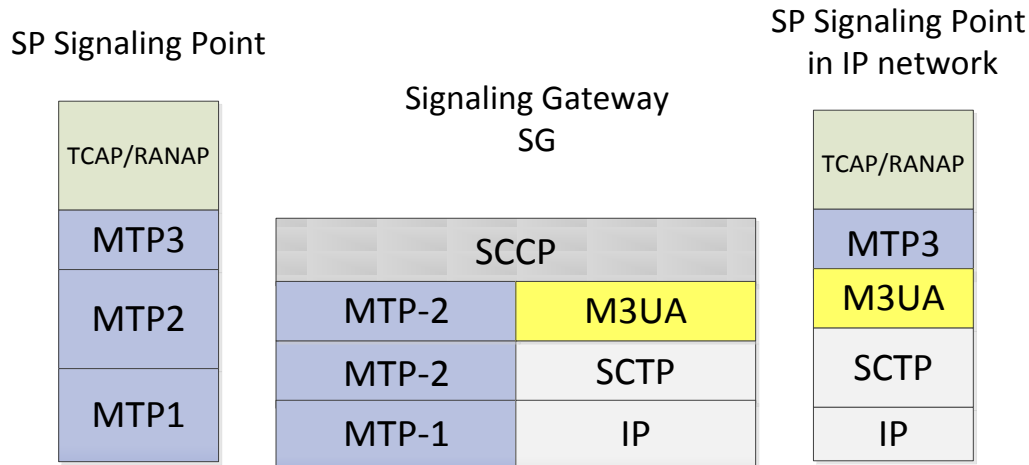 SP Signaling Point
TCAP/RANAP
MTP3
MTP2
MTP1
Signaling Gateway
SG
SCCP
MTP-2 M3UA
MTP-2 SCTP
MTP-1 IP
SP Signaling Point
in IP network
TCAP/RANAP
MTP3
M3UA
SCTP
IP